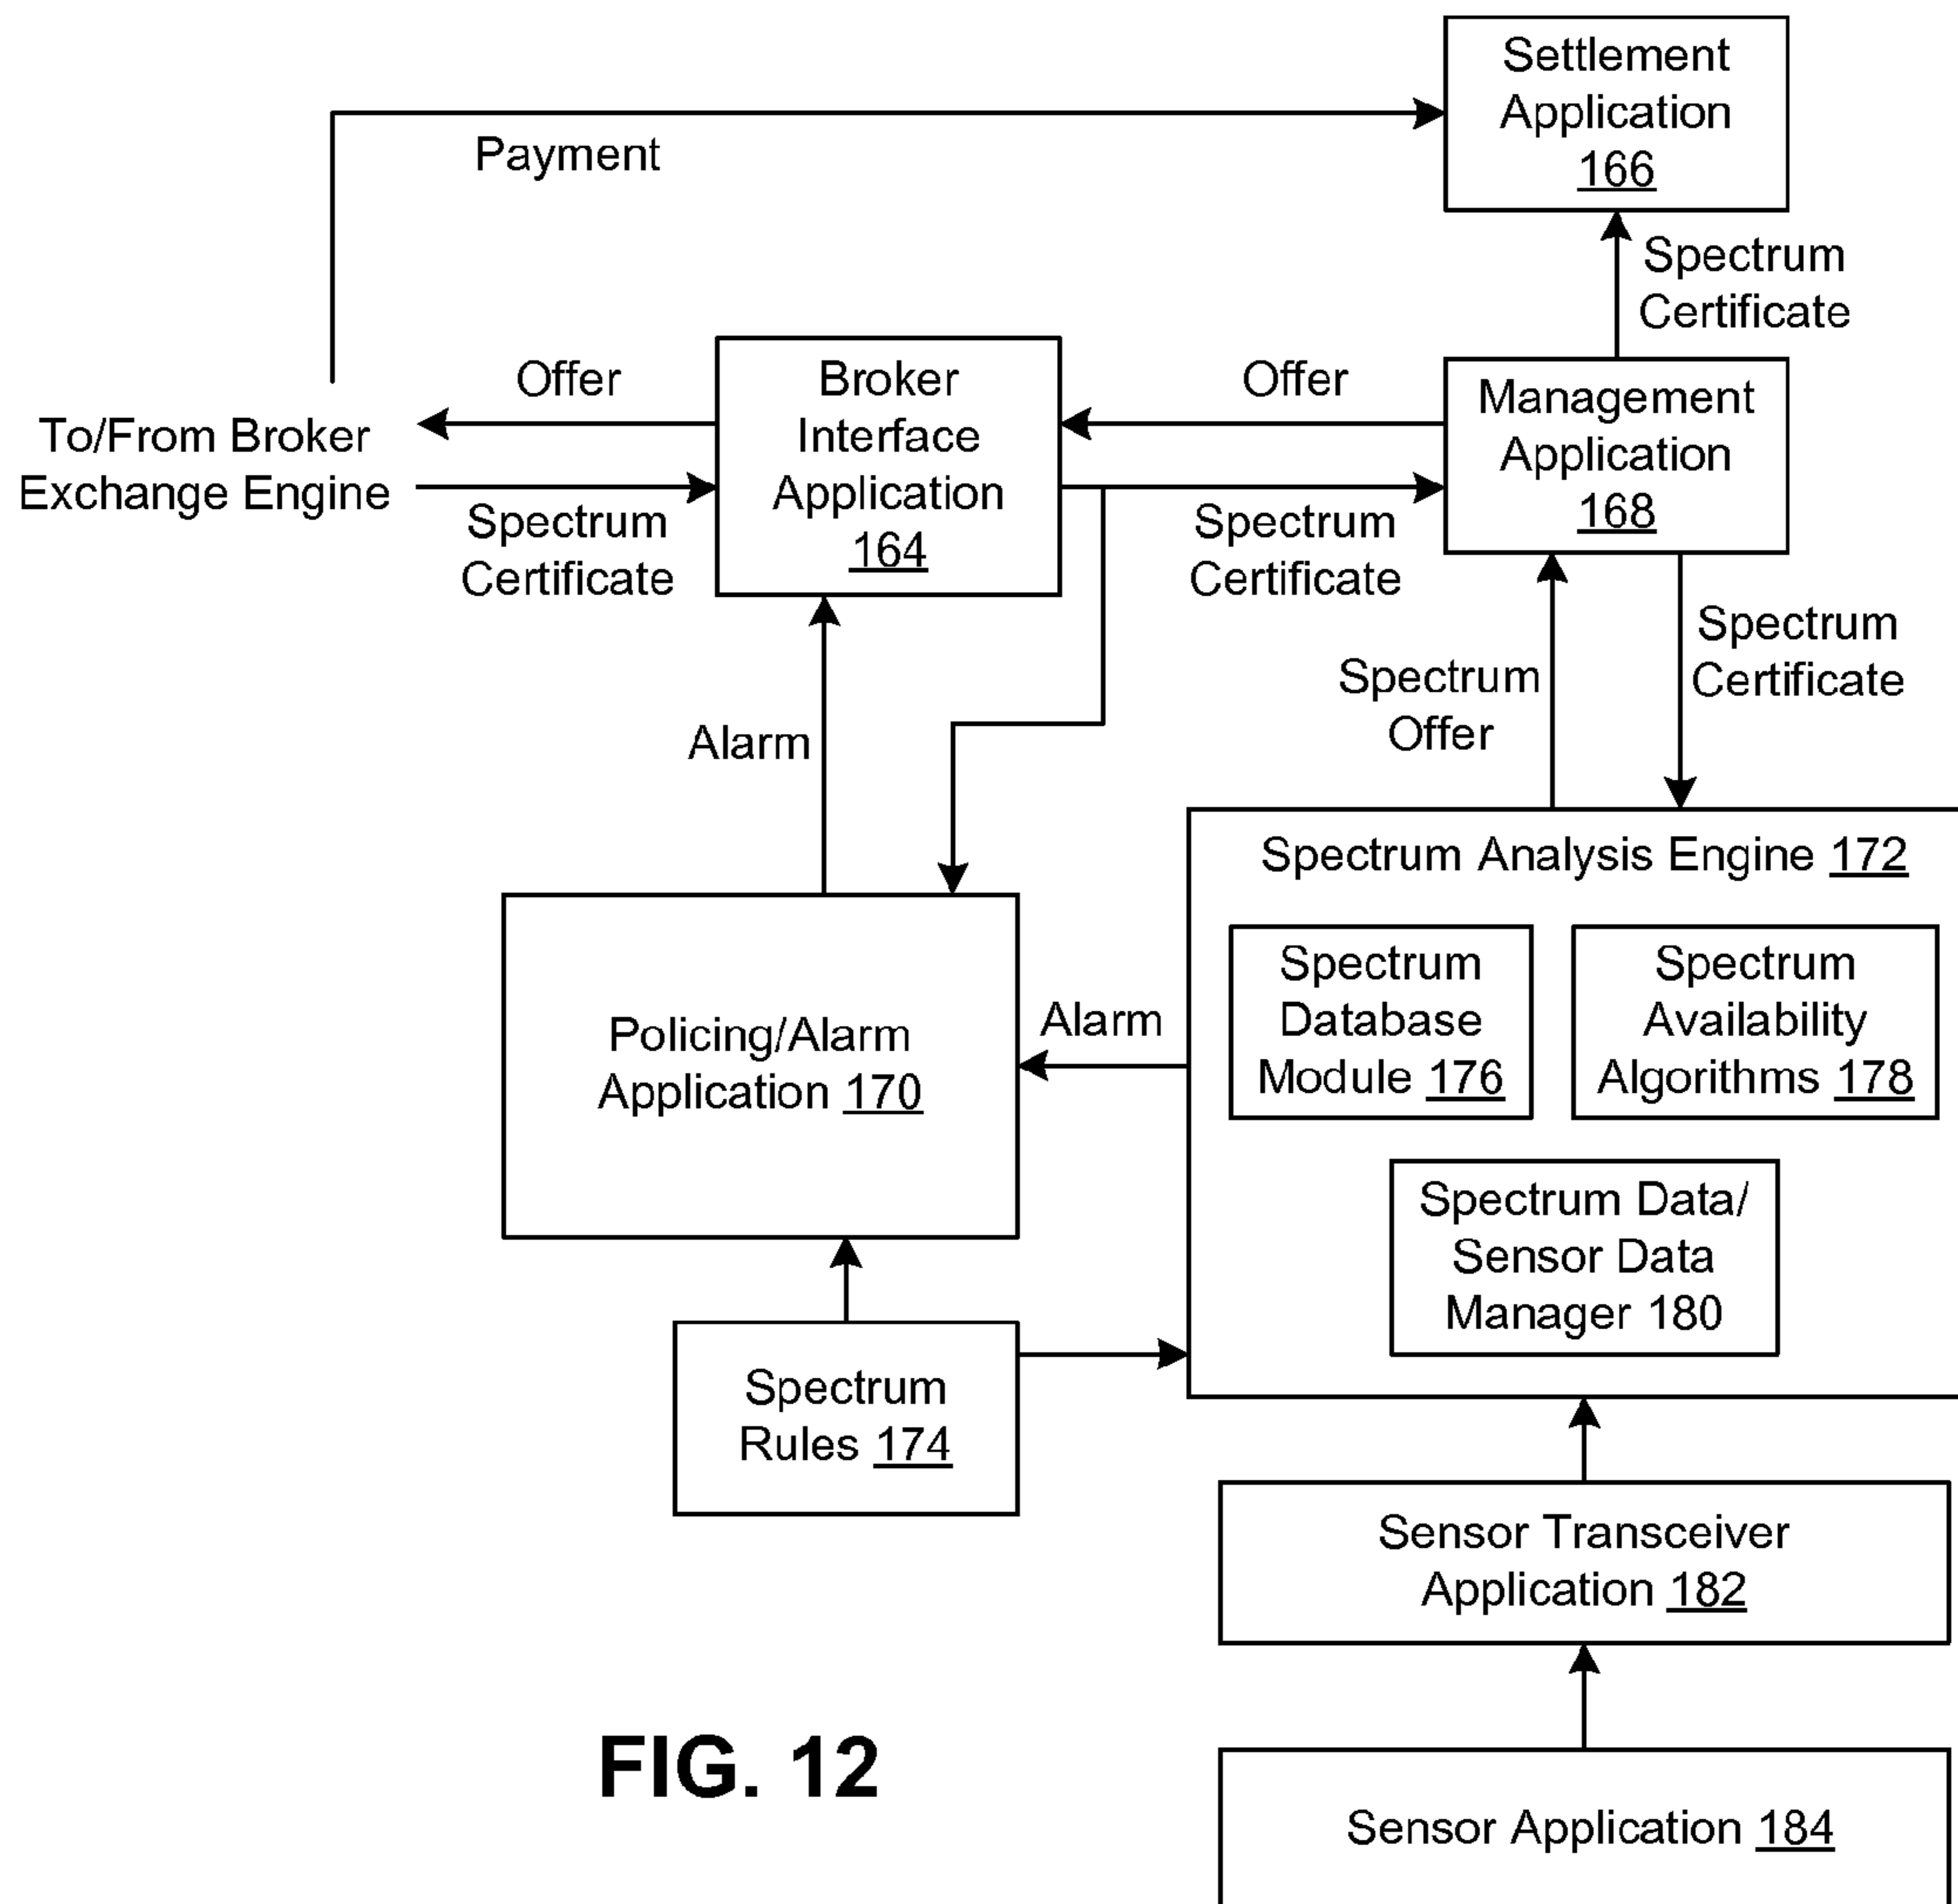 Settlement
Application
166
Payment
Spectrum
Certificate
To/From Broker
Exchange Engine
Offer
Spectrum
Certificate
Broker
Interface
Application
164
Offer
Spectrum
Certificate
Management
Application
168
Alarm
Spectrum
Offer
Spectrum
Certificate
Spectrum Analysis Engine 172
Spectrum
Database
Module 176
Spectrum
Availability
Algorithms 178
Spectrum Data/
Sensor Data
Manager 180
Alarm
Policing/Alarm
Application 170
Spectrum
Rules 174
Sensor Transceiver
Application 182
Sensor Application 184
FIG. 12